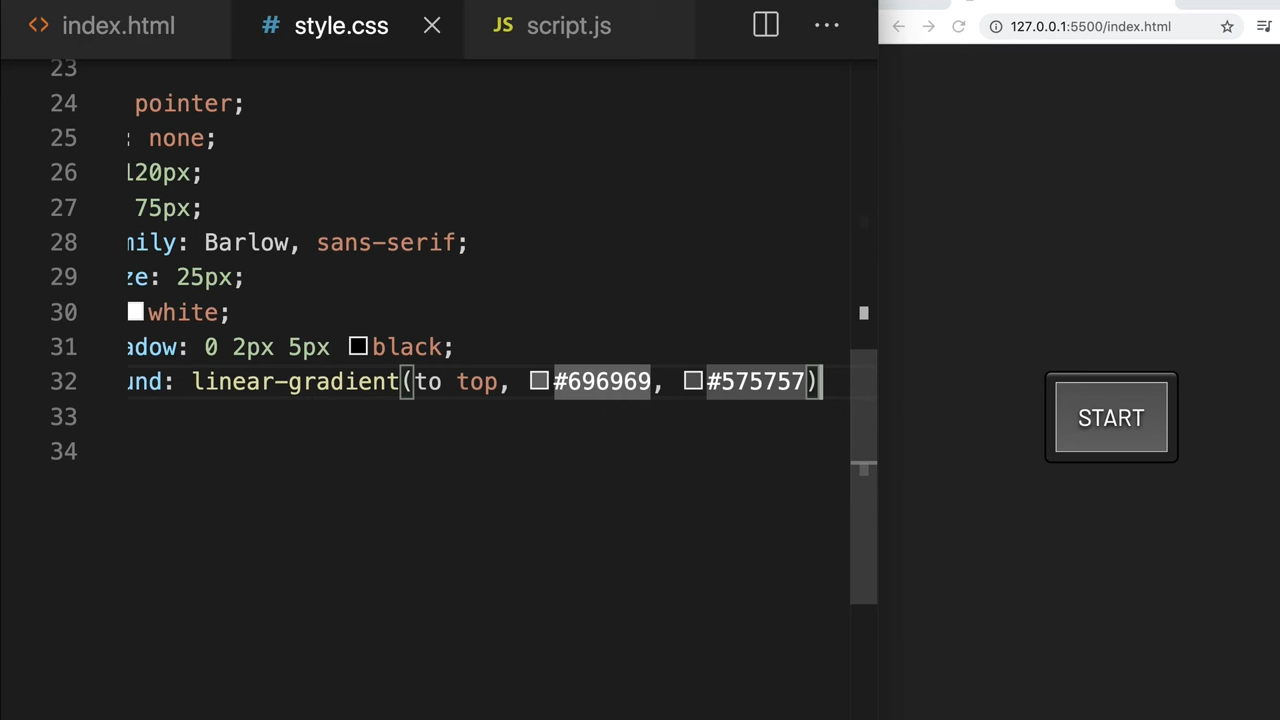 <> index.html
# style.css
JS script.js
127.0.0.1:5500/index.html
23
24 pointer;
25 : none;
26 120px;
27 75px;
28 mily: Barlow, sans-serif;
29 ze: 25px;
30 white;
31 adow: 0 2px 5px black;
32 und: linear-gradient(to top, #696969, #575757)
33
34
START